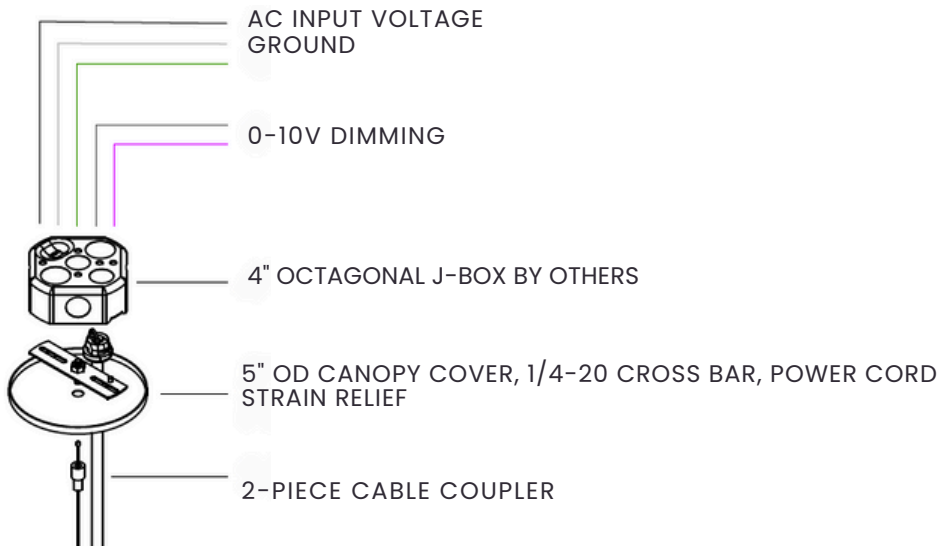 AC INPUT VOLTAGE
GROUND
0-10V DIMMING
4" OCTAGONAL J-BOX BY OTHERS
5" OD CANOPY COVER, 1/4-20 CROSS BAR, POWER CORD
STRAIN RELIEF
2-PIECE CABLE COUPLER